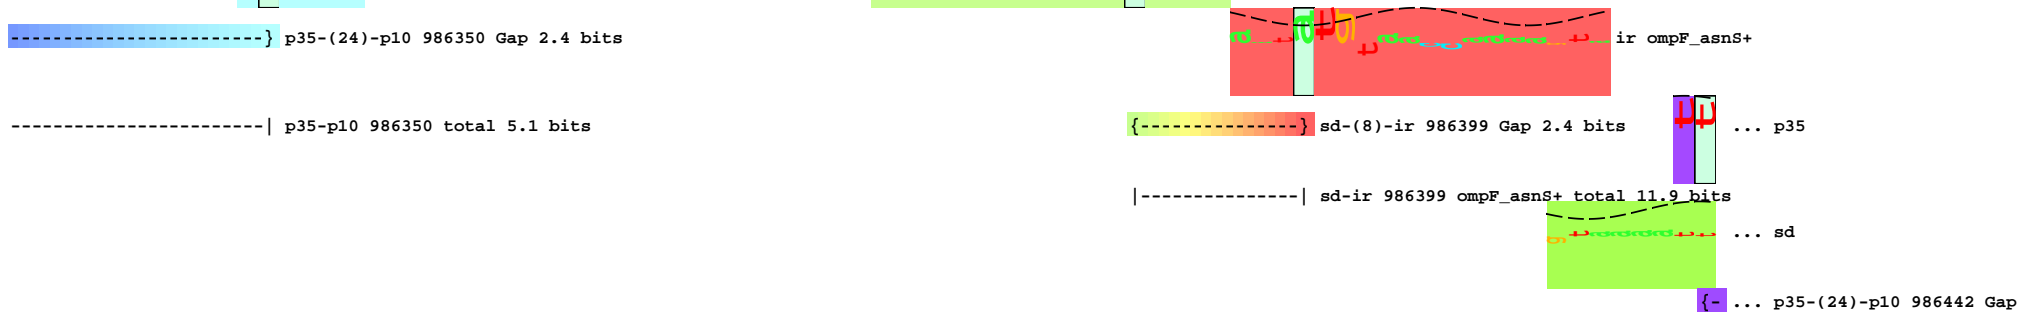 -------------------------} p35-(24)-p10 986350 Gap 2.4 bits
ir ompF_asnS+
-------------------------| p35-p10 986350 total 5.1 bits
{---------------} sd-(8)-ir 986399 Gap 2.4 bits
... p35
|---------------| sd-ir 986399 ompF_asnS+ total 11.9 bits
... sd
{- ... p35-(24)-p10 986442 Gap